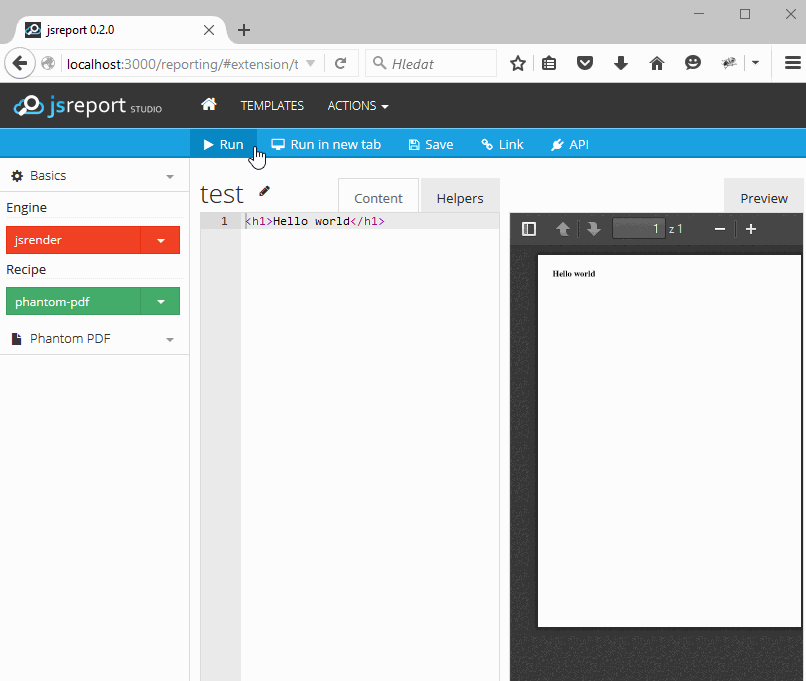 jsreport 0.2.0
localhost:3000/reporting/#extension/t
Hledat
jsreport STUDIO
TEMPLATES
ACTIONS
Run
Run in new tab
Save
Link
API
Basics
Engine
jsrender
Recipe
phantom-pdf
Phantom PDF
test
Content
Helpers
Preview
1 <h1>Hello world</h1>
1 z 1
Hello world